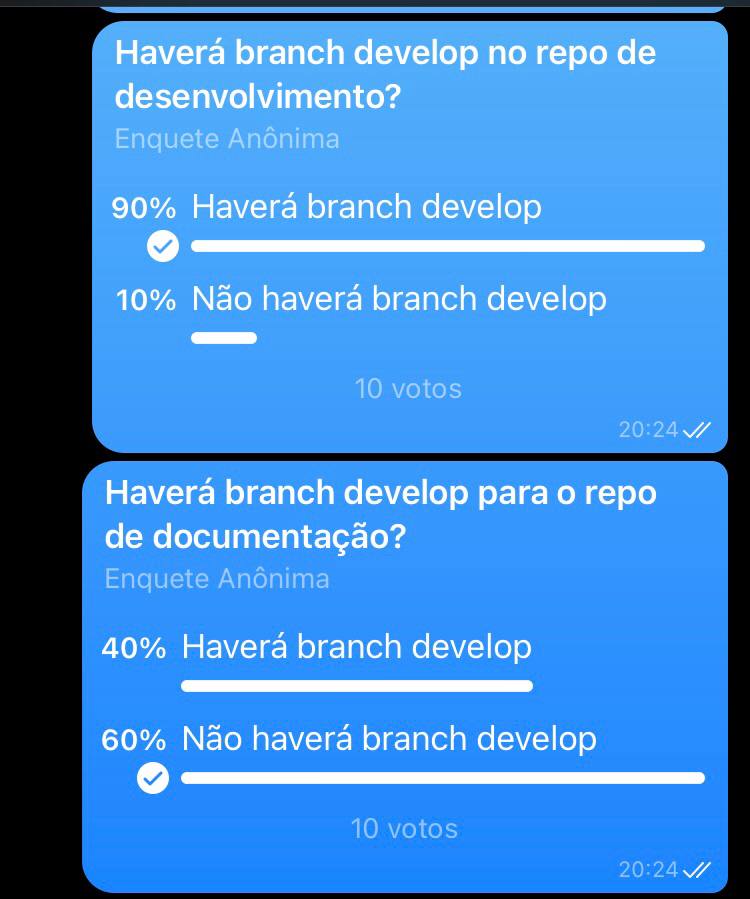 Haverá branch develop no repo de
desenvolvimento?
Enquete Anônima
90% Haverá branch develop
10% Não haverá branch develop
10 votos
20:24
Haverá branch develop para o repo
de documentação?
Enquete Anônima
40% Haverá branch develop
60% Não haverá branch develop
10 votos
20:24